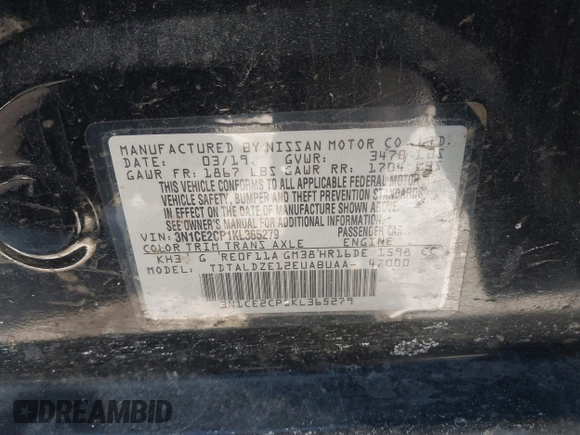 MANUFACTURED BY NISSAN MOTOR CO., LTD.
DATE: 03/19 GVWR: 3470 LBS
GAWR FR: 1867 LBS GAWR RR: 1704 LBS
THIS VEHICLE CONFORMS TO ALL APPLICABLE FEDERAL MOTOR
VEHICLE SAFETY, BUMPER AND THEFT PREVENTION STANDARDS
IN EFFECT ON THE DATE OF MANUFACTURE SHOWN ABOVE.
SEE OWNER'S MANUAL FOR ADDITIONAL INFORMATION.
VIN: 3N1CE2CP1KL365279 PASSENGER CAR
COLOR TRIM TRANS AXLE ENGINE
KH3 G RE0F11A GM38 HR16DE 1598 CC
MODEL: TDTALDZE12EUABUAA- 42000
3N1CE2CP1KL365279
DREAMBID